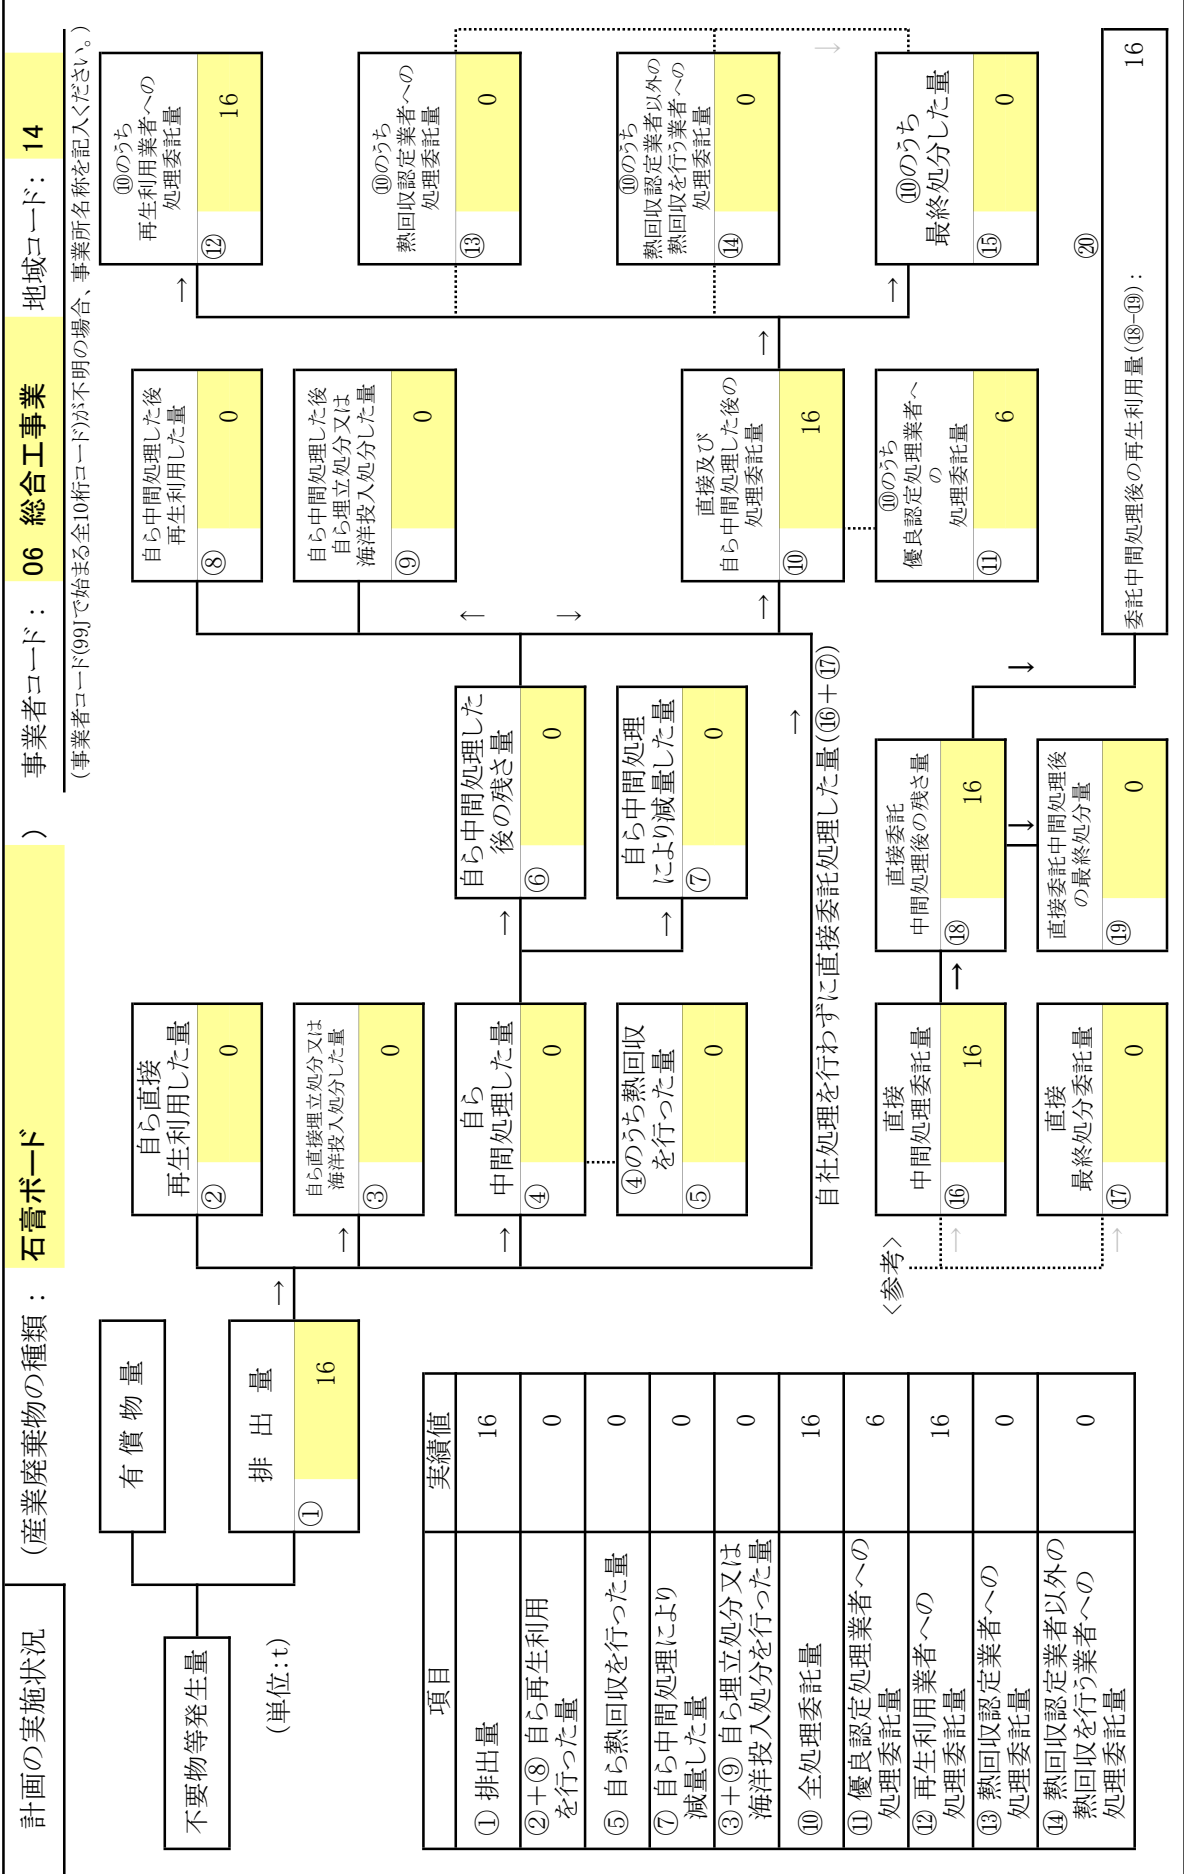 計画の実施状況 (産業廃棄物の種類： 石膏ボード ) 事業者コード： 06 総合工事業 地域コード： 14
(事業者コード(99」で始まる全10桁コード)が不明の場合、事業所名称を記入ください。)
不要物等発生量
(単位:t)
有 償 物 量
排 出 量
① 16
自ら直接
再生利用した量
② 0
自ら直接埋立処分又は
海洋投入処分した量
③ 0
自ら
中間処理した量
④ 0
④のうち熱回収
を行った量
⑤ 0
自ら中間処理した
後の残さ量
⑥ 0
自ら中間処理
により減量した量
⑦ 0
自ら中間処理した後
再生利用した量
⑧ 0
自ら中間処理した後
自ら埋立処分又は
海洋投入処分した量
⑨ 0
直接及び
自ら中間処理した後の
処理委託量
⑩ 16
⑩のうち
優良認定処理業者へ
の
処理委託量
⑪ 6
⑩のうち
再生利用業者への
処理委託量
⑫ 16
⑩のうち
熱回収認定業者への
処理委託量
⑬ 0
⑩のうち
熱回収認定業者以外の
熱回収を行う業者への
処理委託量
⑭ 0
⑩のうち
最終処分した量
⑮ 0
自社処理を行わずに直接委託処理した量(⑯＋⑰)
<参考>
直接
中間処理委託量
⑯ 16
直接
最終処分委託量
⑰ 0
直接委託
中間処理後の残さ量
⑱ 16
直接委託中間処理後
の最終処分量
⑲ 0
⑳
委託中間処理後の再生利用量(⑱-⑲)： 16
項目 実績値
① 排出量 16
②＋⑧ 自ら再生利用
を行った量 0
⑤ 自ら熱回収を行った量 0
⑦ 自ら中間処理により
減量した量 0
③＋⑨ 自ら埋立処分又は
海洋投入処分を行った量 0
⑩ 全処理委託量 16
⑪ 優良認定処理業者への
処理委託量 6
⑫ 再生利用業者への
処理委託量 16
⑬ 熱回収認定業者への
処理委託量 0
⑭ 熱回収認定業者以外の
熱回収を行う業者への
処理委託量 0